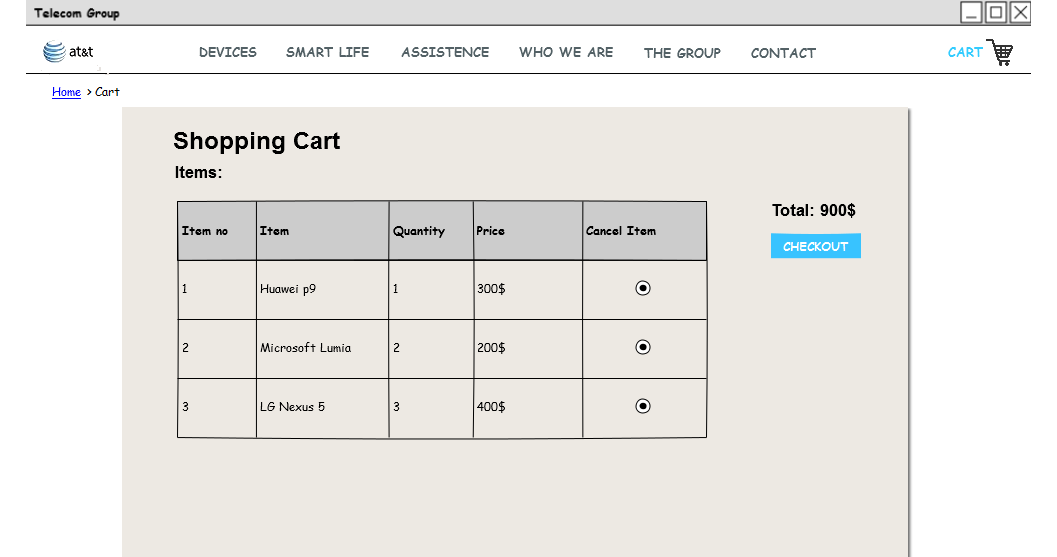 Telecom Group
at&t DEVICES SMART LIFE ASSISTENCE WHO WE ARE THE GROUP CONTACT CART
Home > Cart
Shopping Cart
Items:
Total: 900$
CHECKOUT
Item no Item Quantity Price Cancel Item
1 Huawei p9 1 300$
2 Microsoft Lumia 2 200$
3 LG Nexus 5 3 400$